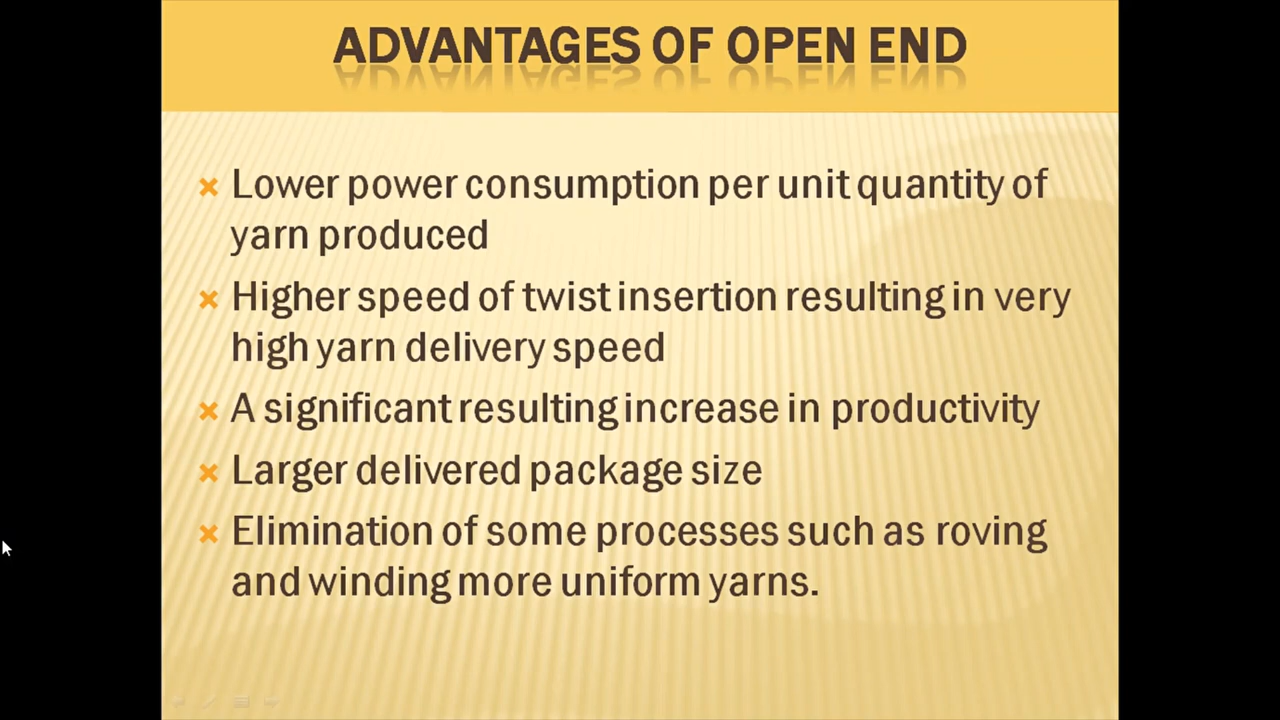 ADVANTAGES OF OPEN END
Lower power consumption per unit quantity of
yarn produced
Higher speed of twist insertion resulting in very
high yarn delivery speed
A significant resulting increase in productivity
Larger delivered package size
Elimination of some processes such as roving
and winding more uniform yarns.